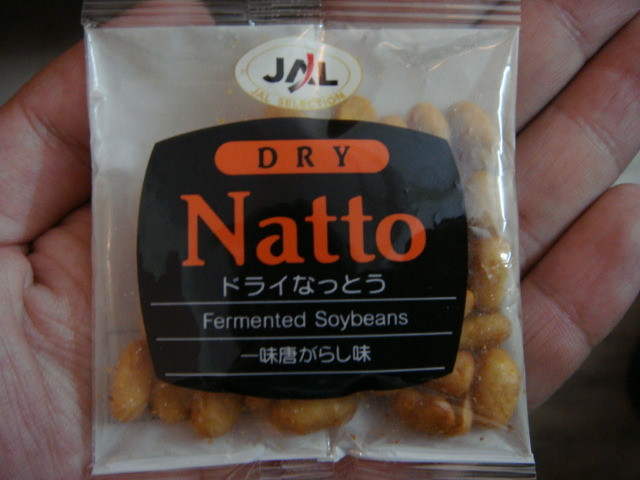 JAL
JAL SELECTION
DRY
Natto
ドライなっとう
Fermented Soybeans
一味唐がらし味